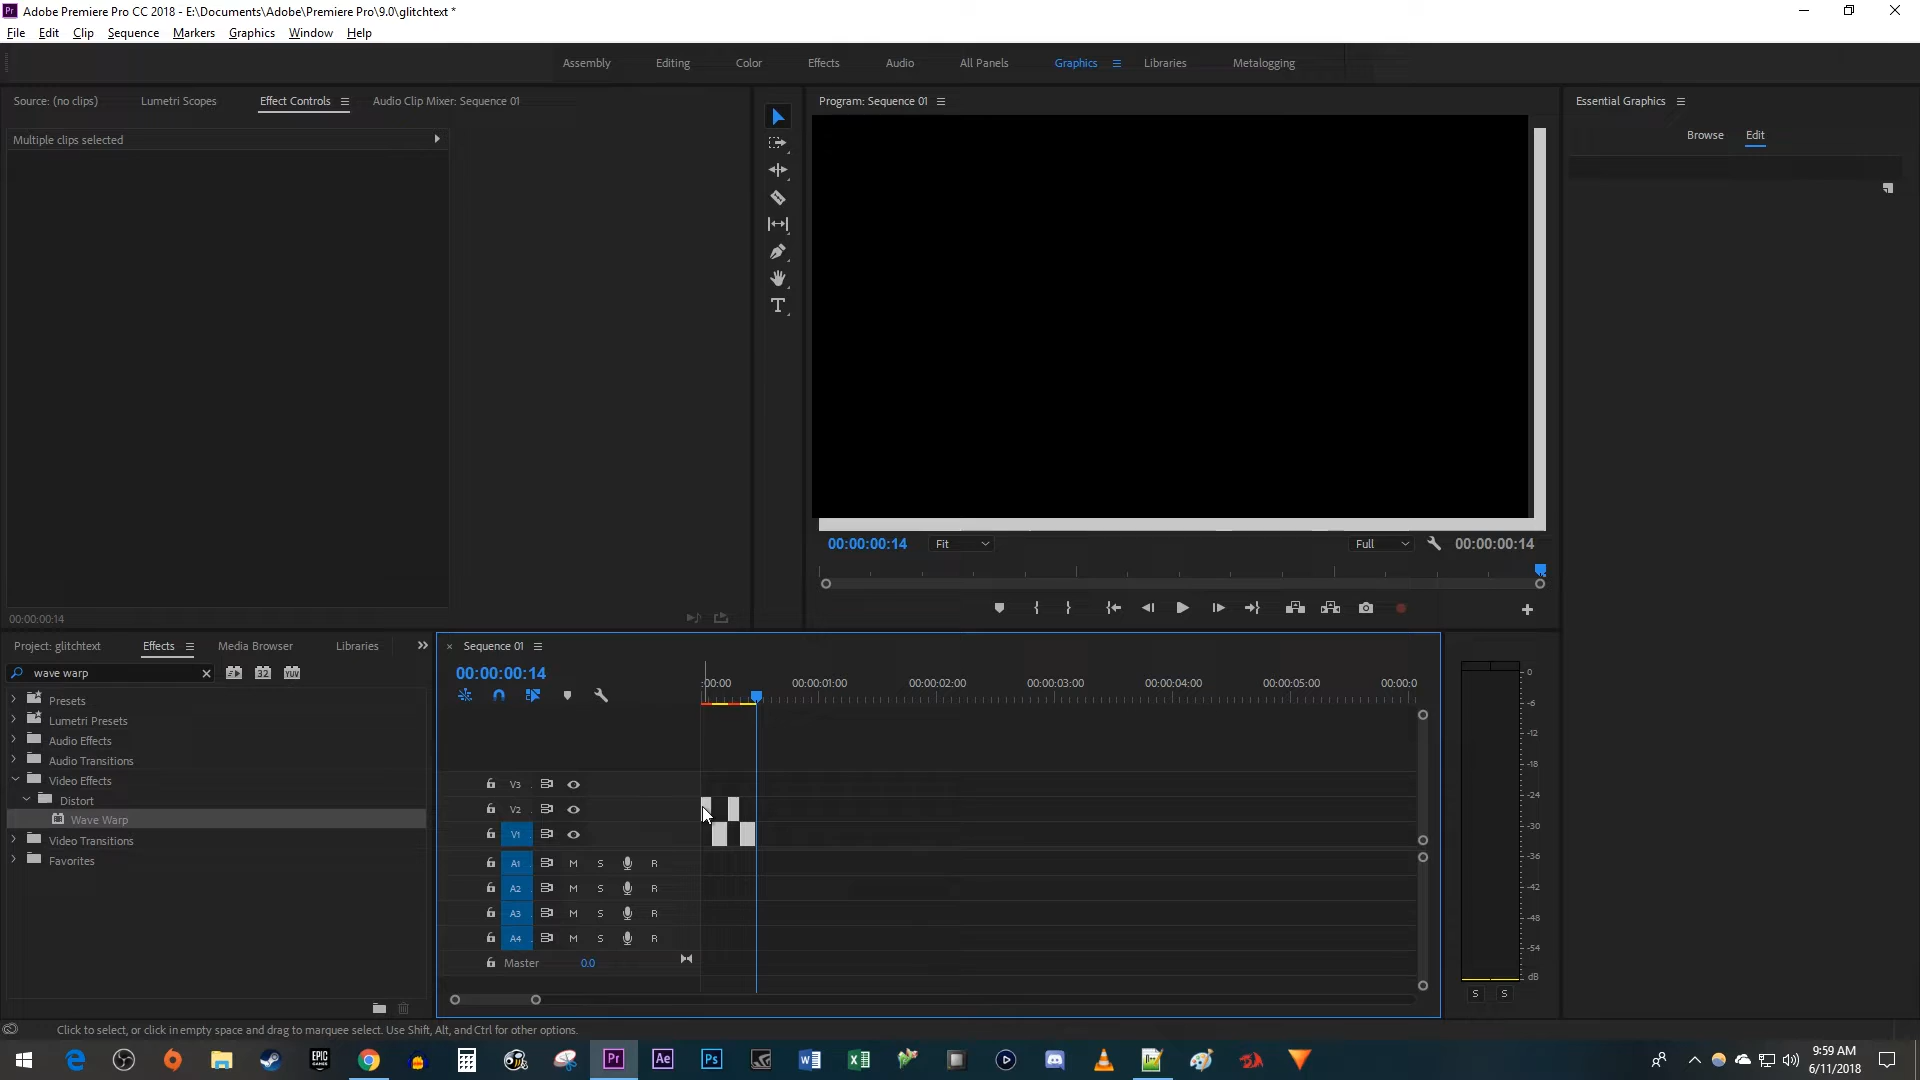 Adobe Premiere Pro CC 2018 - E:\Documents\Adobe\Premiere Pro\9.0\glitchtext *
File Edit Clip Sequence Markers Graphics Window Help
Assembly Editing Color Effects Audio All Panels Graphics Libraries Metalogging
Source: (no clips) Lumetri Scopes Effect Controls Audio Clip Mixer: Sequence 01
Program: Sequence 01
Essential Graphics
Browse Edit
Multiple clips selected
00:00:00:14 Fit Full 00:00:00:14
00:00:00:14
Project: glitchtext Effects Media Browser Libraries
wave warp
32 YUV
Presets
Lumetri Presets
Audio Effects
Audio Transitions
Video Effects
Distort
Wave Warp
Video Transitions
Favorites
Sequence 01
00:00:00:14
:00:00 00:00:01:00 00:00:02:00 00:00:03:00 00:00:04:00 00:00:05:00 00:00:0
V3
V2
V1
A1 M S R
A2 M S R
A3 M S R
A4 M S R
Master 0.0
0
-6
-12
-18
-24
-30
-36
-42
-48
-54
dB
S S
Click to select, or click in empty space and drag to marquee select. Use Shift, Alt, and Ctrl for other options.
EPIC GAMES
Pr Ae Ps
9:59 AM
6/11/2018